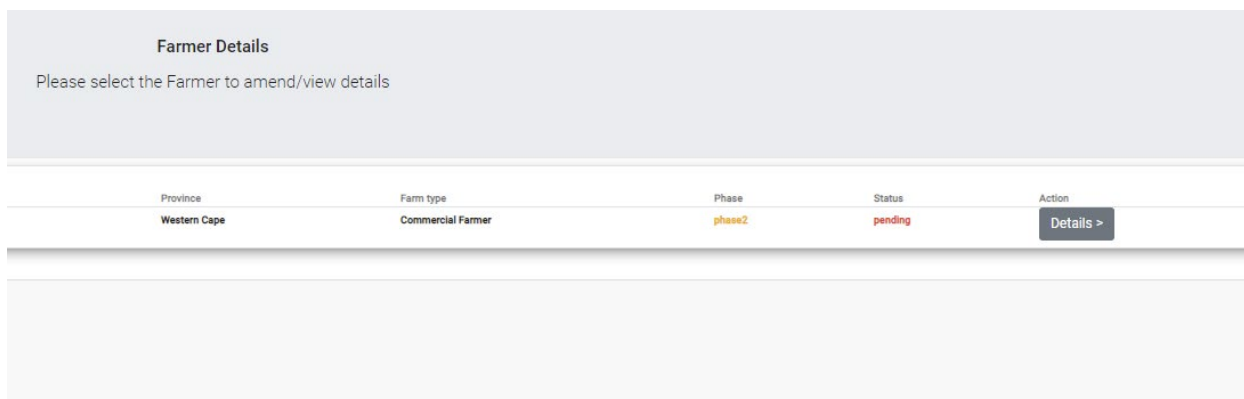 Farmer Details
Please select the Farmer to amend/view details
Province Farm type Phase Status Action
Western Cape Commercial Farmer phase2 pending Details >